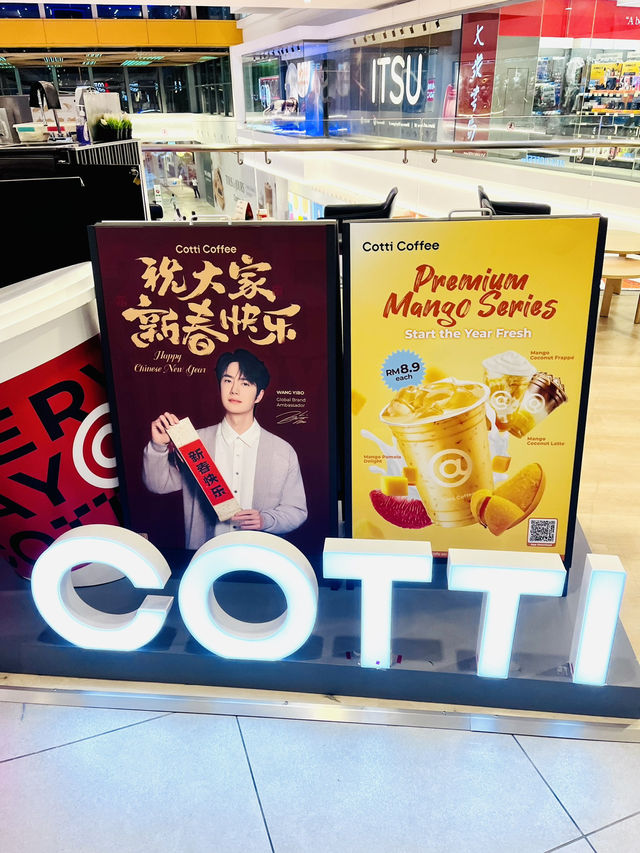 ITSU
Cotti Coffee
祝大家
新春快乐
Happy
Chinese New Year
WANG YIBO
Global Brand
Ambassador
新春快乐
Cotti Coffee
Premium
Mango Series
Start the Year Fresh
RM8.9
each
Mango
Coconut Frappe
Mango
Coconut Latte
Mango Pomelo
Delight
@
COTTI